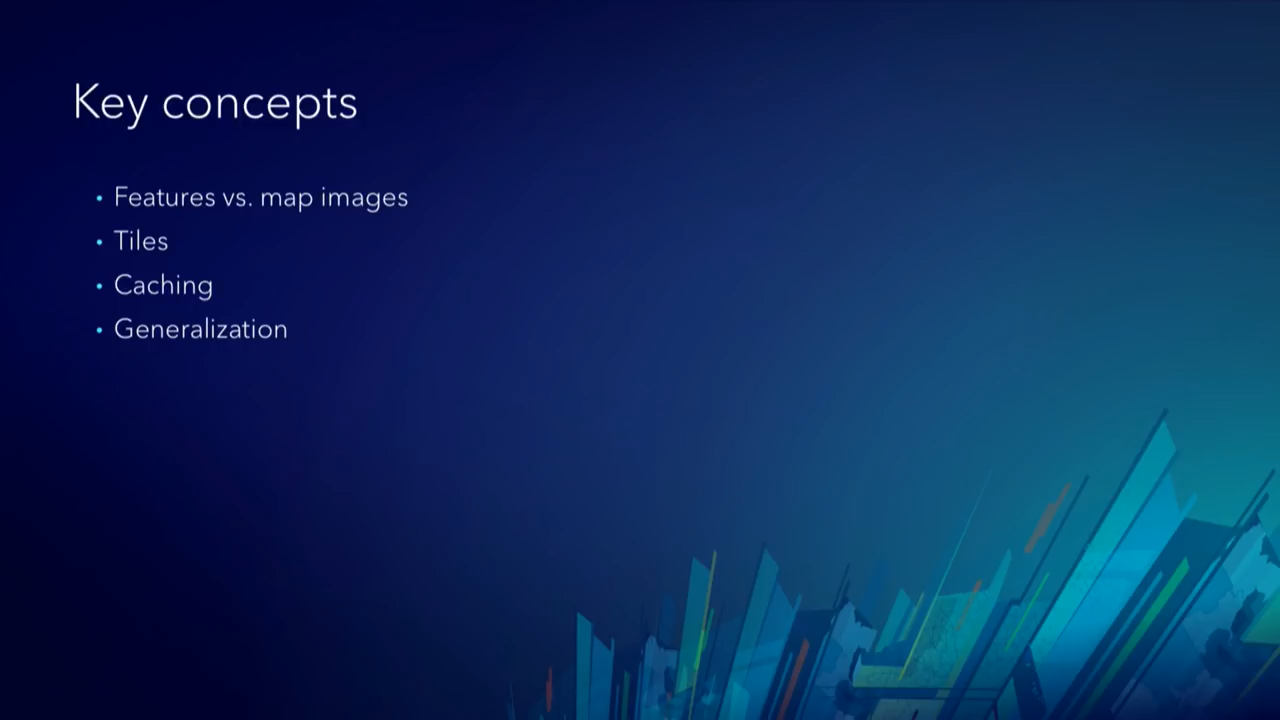 Key concepts
• Features vs. map images
• Tiles
• Caching
• Generalization